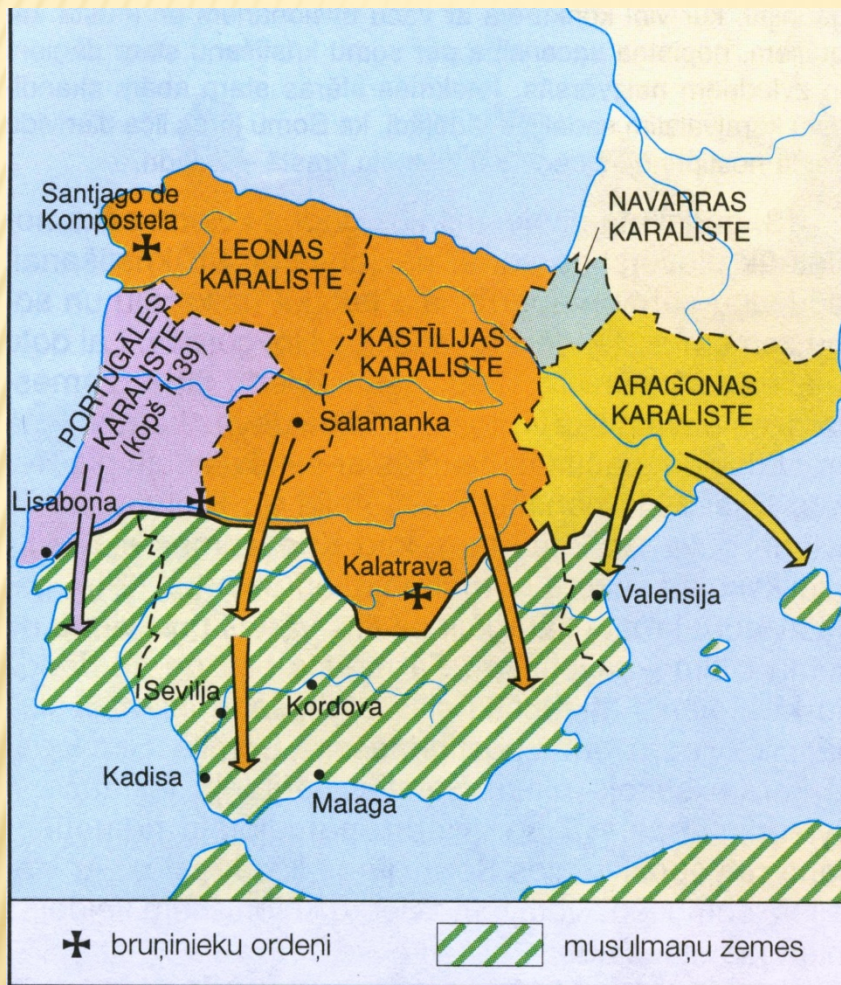 Santjago de
Kompostela
LEONAS
KARALISTE
NAVARRAS
KARALISTE
KASTĪLIJAS
KARALISTE
ARAGONAS
KARALISTE
PORTUGĀLES
KARALISTE
(kopš 1139)
Salamanka
Lisabona
Kalatrava
Valensija
Sevilja
Kordova
Kadisa
Malaga
bruņinieku ordeņi
musulmaņu zemes